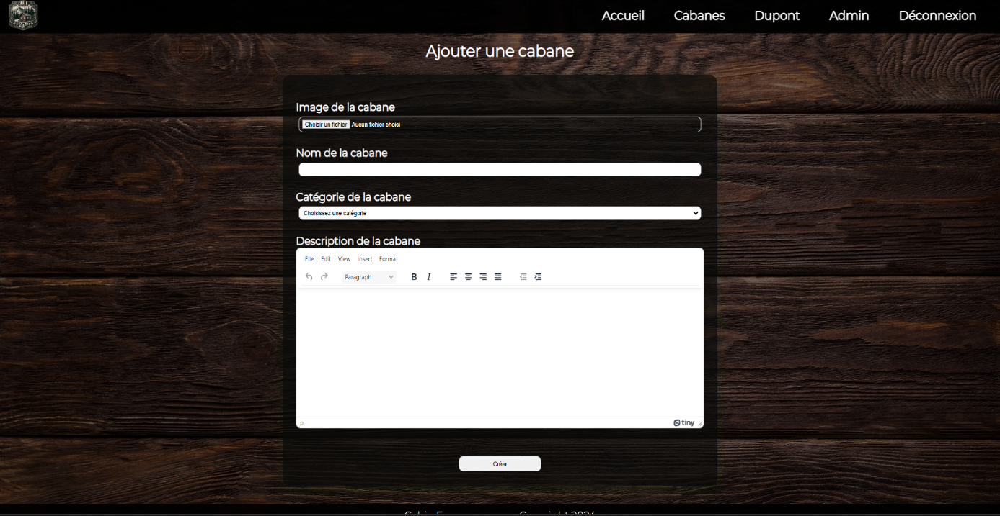 CABIN
ESCAPES
Accueil Cabanes Dupont Admin Déconnexion
Ajouter une cabane
Image de la cabane
Choisir un fichier Aucun fichier choisi
Nom de la cabane
Catégorie de la cabane
Choisissez une catégorie
Description de la cabane
File Edit View Insert Format
Paragraph B I
p tiny
Créer